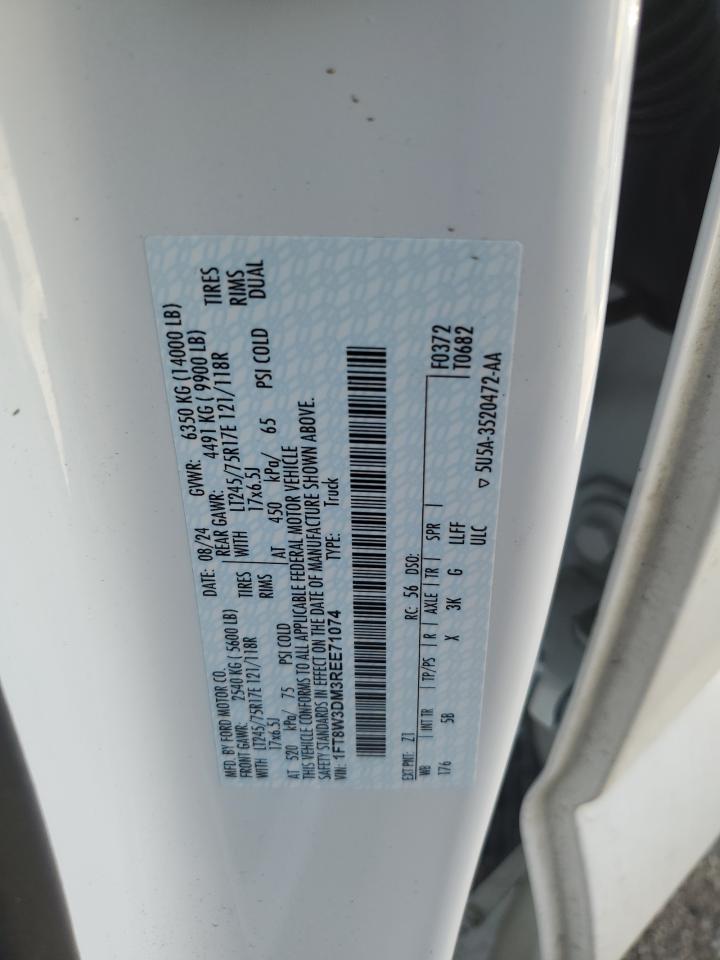 MFD. BY FORD MOTOR CO.
DATE: 08/24 GVWR: 6350 KG (14000 LB)
FRONT GAWR: 2540 KG (5600 LB) REAR GAWR: 4491 KG (9900 LB)
WITH LT245/75R17E 121/118R TIRES WITH LT245/75R17E 121/118R TIRES
17x6.5J RIMS 17x6.5J RIMS
AT 520 kPa/ 75 PSI COLD AT 450 kPa/ 65 PSI COLD DUAL
THIS VEHICLE CONFORMS TO ALL APPLICABLE FEDERAL MOTOR VEHICLE
SAFETY STANDARDS IN EFFECT ON THE DATE OF MANUFACTURE SHOWN ABOVE.
VIN: 1FT8W3DM3REE71074 TYPE: Truck
EXT PNT: Z1 RC: 56 DSO: F0372
WB INT TR TP/PS R AXLE TR SPR T0682
176 5B X 3K G LLFF
ULC ▽ 5U5A-3520472-AA